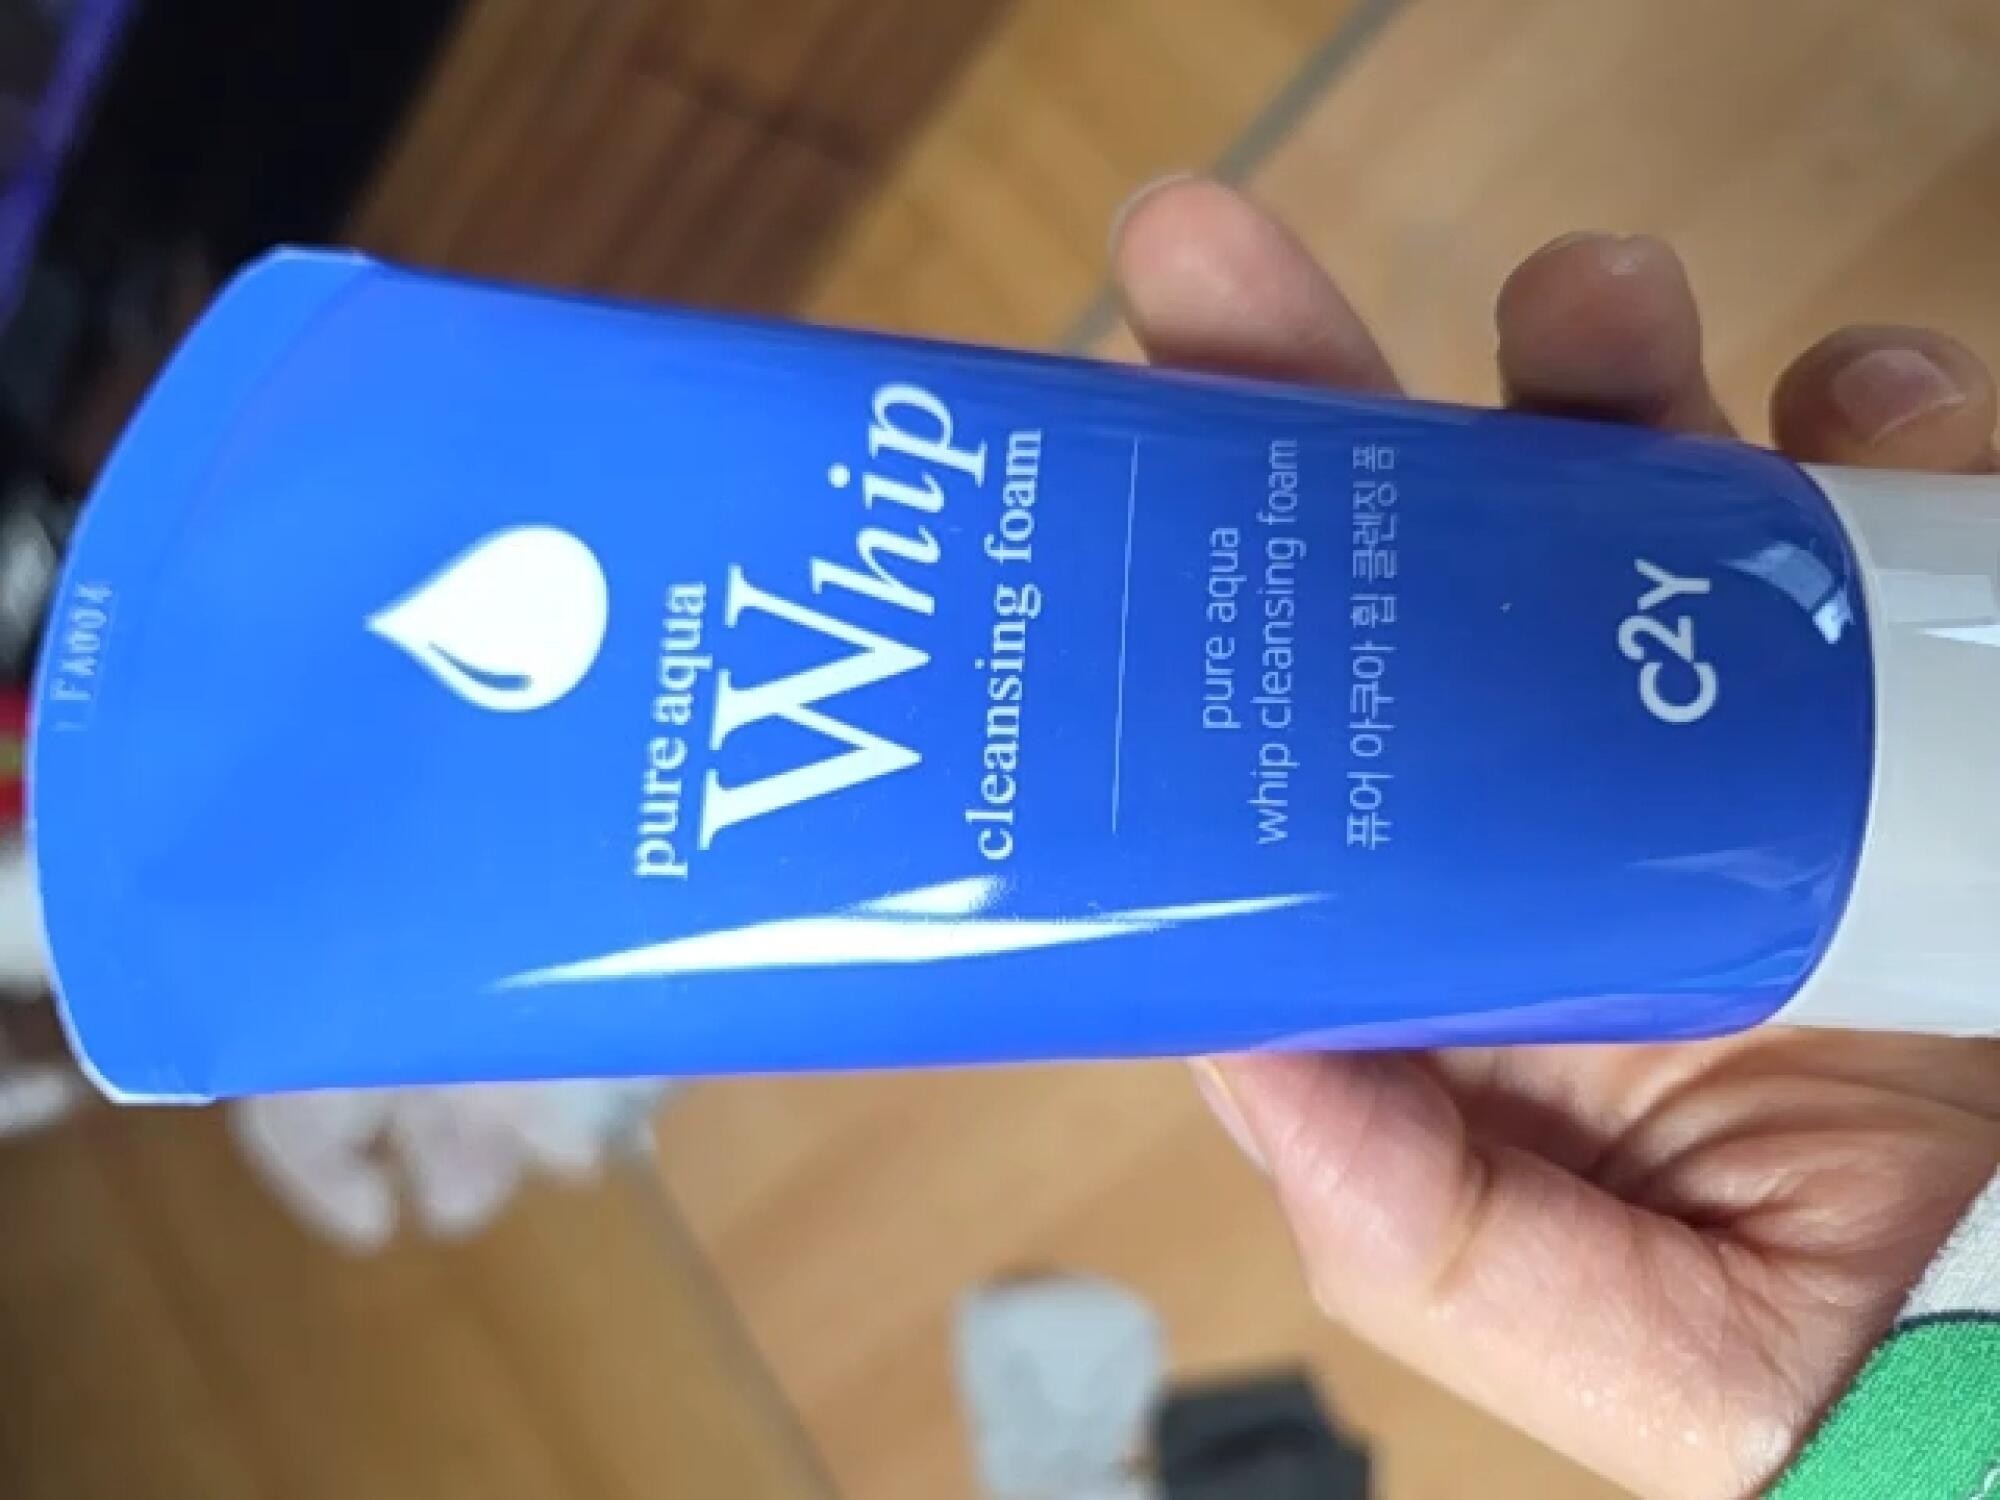 pure aqua
Whip
cleansing foam
pure aqua
whip cleansing foam
퓨어 아쿠아 휩 클렌징 폼
C2Y